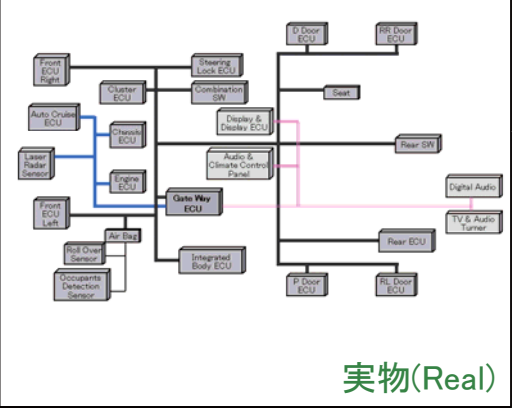 D Door
ECU
RR Door
ECU
Front
ECU
Right
Steering
Lock ECU
Cluster
ECU
Combination
SW
Seat
Auto Cruise
ECU
Chassis
ECU
Display &
Display ECU
Rear SW
Laser
Radar
Sensor
Audio &
Climate Control
Panel
Engine
ECU
Digital Audio
Gate Way
ECU
Front
ECU
Left
TV & Audio
Turner
Air Bag
Rear ECU
Roll Over
Sensor
Integrated
Body ECU
Occupants
Detection
Sensor
P Door
ECU
RL Door
ECU
実物(Real)